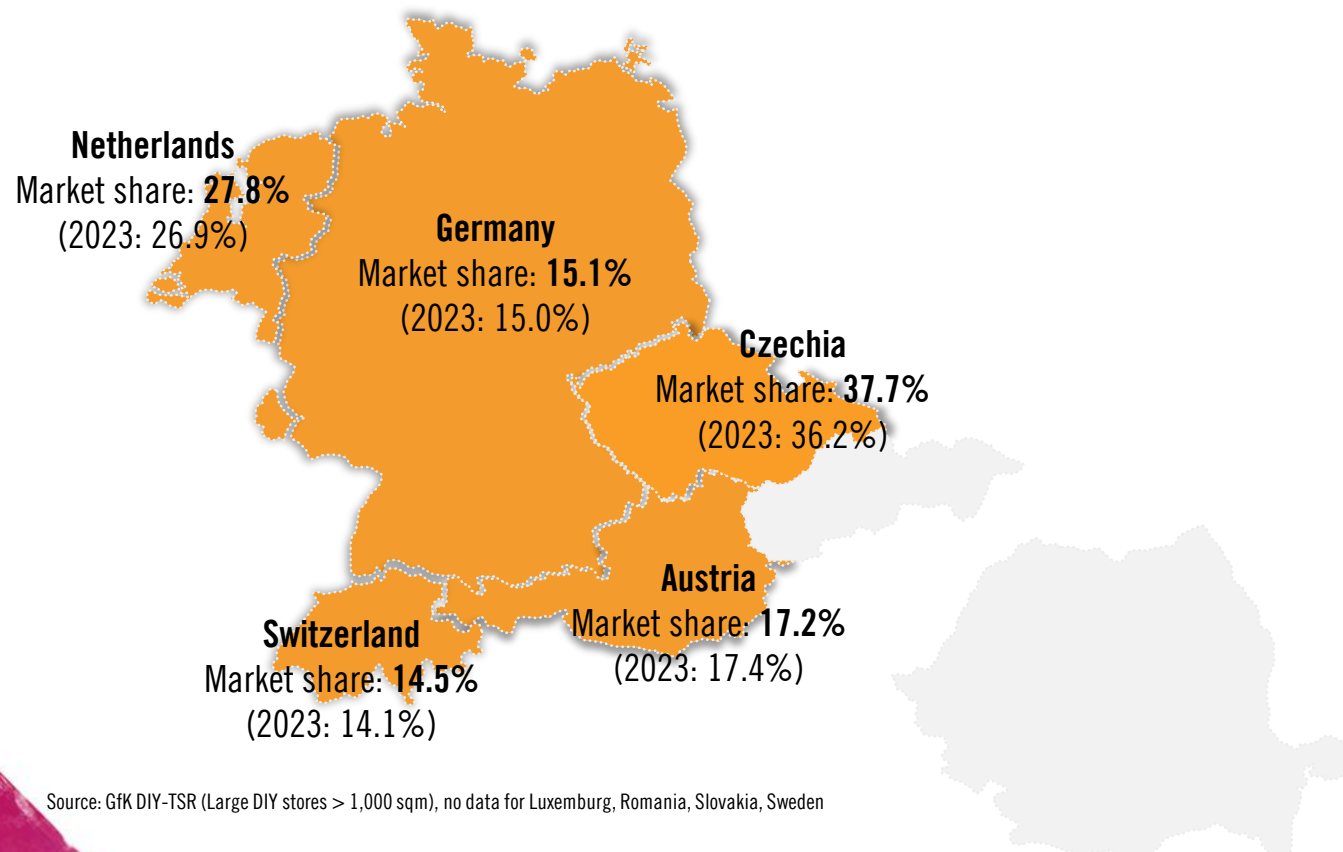 Netherlands
Market share: 27.8%
(2023: 26.9%)
Germany
Market share: 15.1%
(2023: 15.0%)
Czechia
Market share: 37.7%
(2023: 36.2%)
Austria
Market share: 17.2%
(2023: 17.4%)
Switzerland
Market share: 14.5%
(2023: 14.1%)
Source: GfK DIY-TSR (Large DIY stores > 1,000 sqm), no data for Luxemburg, Romania, Slovakia, Sweden